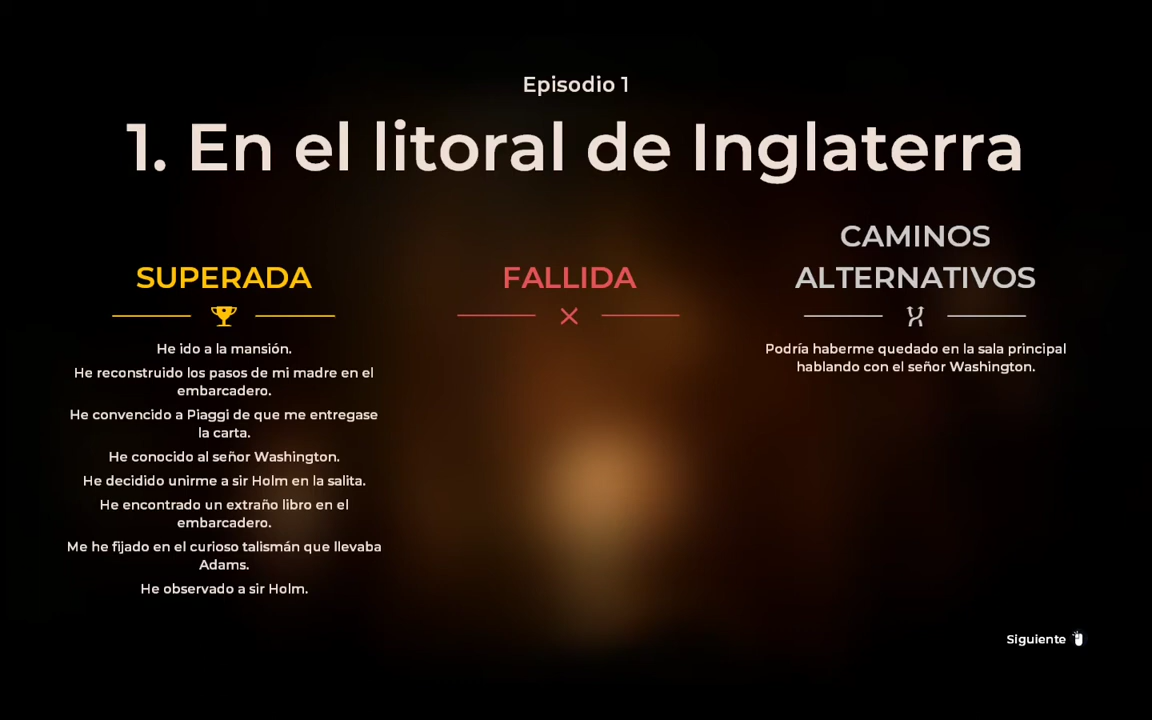 Episodio 1
1. En el litoral de Inglaterra
SUPERADA
He ido a la mansión.
He reconstruido los pasos de mi madre en el
embarcadero.
He convencido a Piaggi de que me entregase
la carta.
He conocido al señor Washington.
He decidido unirme a sir Holm en la salita.
He encontrado un extraño libro en el
embarcadero.
Me he fijado en el curioso talismán que llevaba
Adams.
He observado a sir Holm.
FALLIDA
CAMINOS
ALTERNATIVOS
Podría haberme quedado en la sala principal
hablando con el señor Washington.
Siguiente